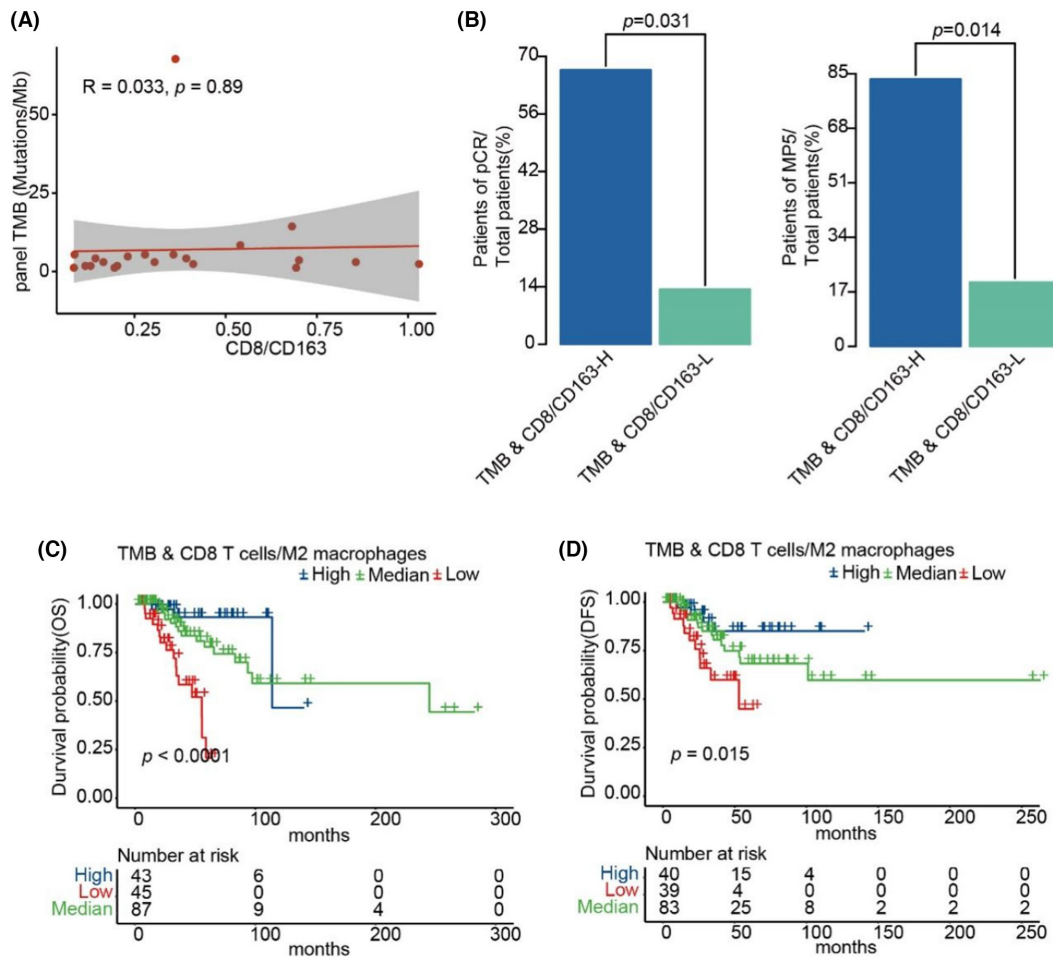 (A)
panel TMB (Mutations/Mb)
50
25
0
R = 0.033, p = 0.89
0.25 0.50 0.75 1.00
CD8/CD163
(B)
Patients of pCR/
Total patients(%)
70
56
42
28
14
0
p=0.031
TMB & CD8/CD163-H
TMB & CD8/CD163-L
Patients of MP5/
Total patients(%)
85
68
51
34
17
0
p=0.014
TMB & CD8/CD163-H
TMB & CD8/CD163-L
(C)
TMB & CD8 T cells/M2 macrophages
High Median Low
Durvival probability(OS)
1.00
0.75
0.50
0.25
0.00
p < 0.0001
0 100 200 300
months
Number at risk
High 43 6 0 0
Low 45 0 0 0
Median 87 9 4 0
0 100 200 300
months
(D)
TMB & CD8 T cells/M2 macrophages
High Median Low
Durvival probability(DFS)
1.00
0.75
0.50
0.25
0.00
p = 0.015
0 50 100 150 200 250
months
Number at risk
High 40 15 4 0 0 0
Low 39 4 0 0 0 0
Median 83 25 8 2 2 2
0 50 100 150 200 250
months